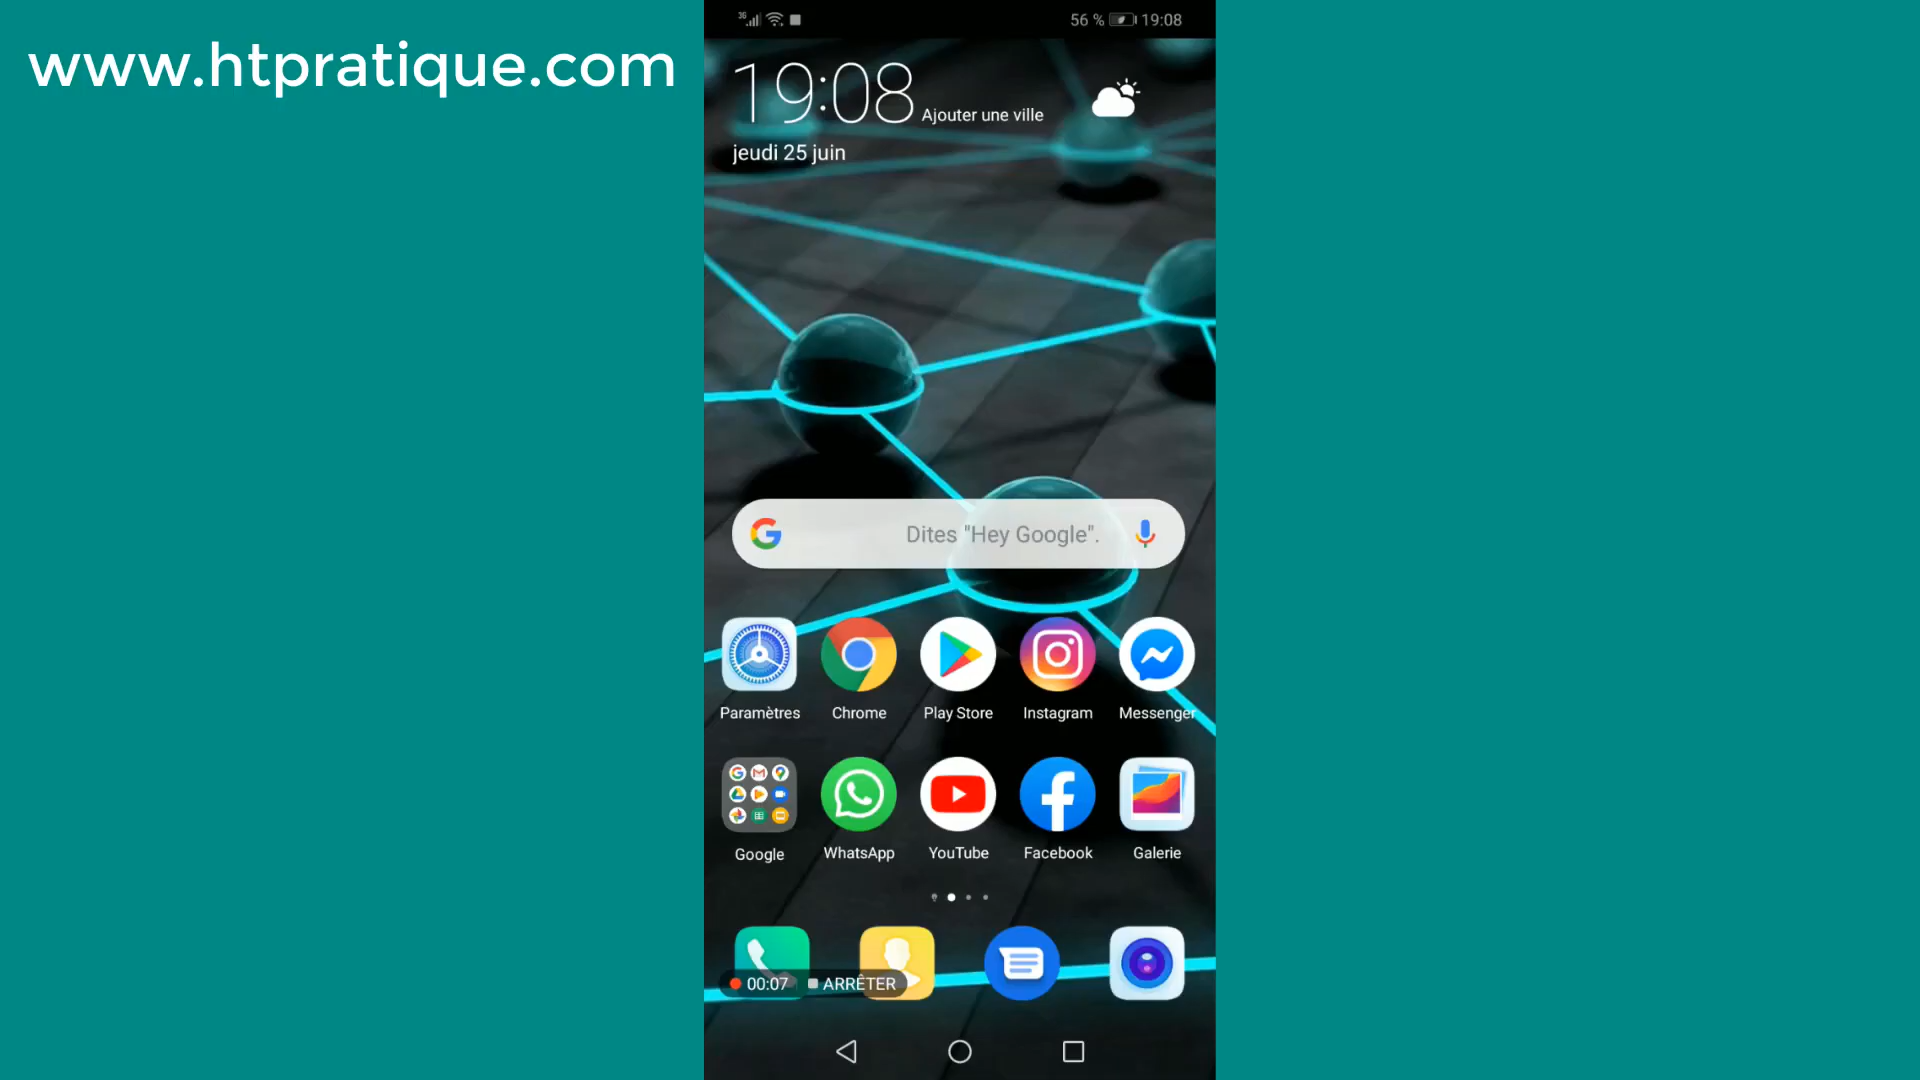 www.htpratique.com
3G
56 %
19:08
19:08
Ajouter une ville
jeudi 25 juin
Dites "Hey Google".
Paramètres
Chrome
Play Store
Instagram
Messenger
Google
WhatsApp
YouTube
Facebook
Galerie
00:07
ARRÊTER